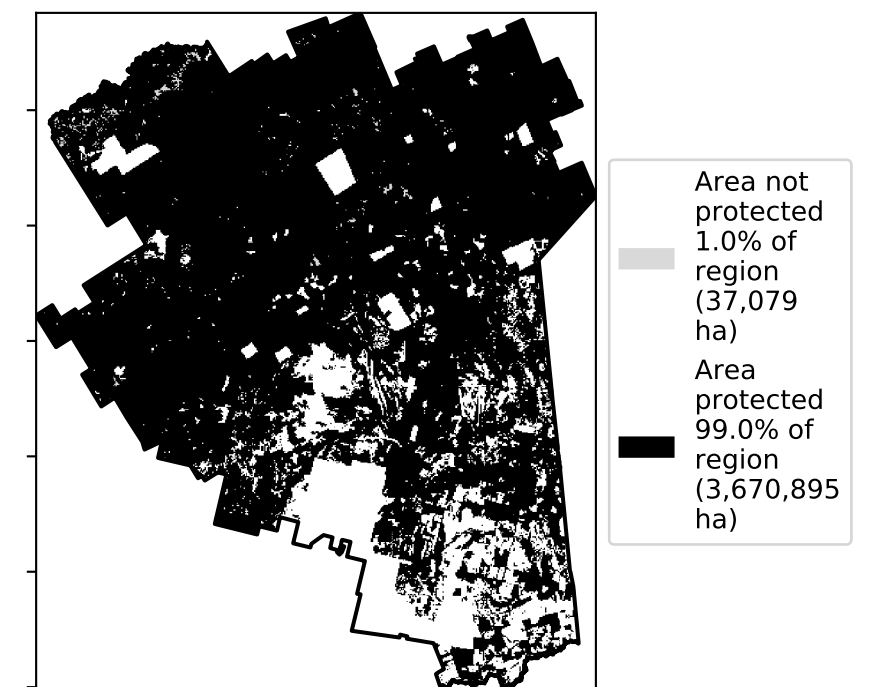 Area not
protected
1.0% of
region
(37,079
ha)
Area
protected
99.0% of
region
(3,670,895
ha)